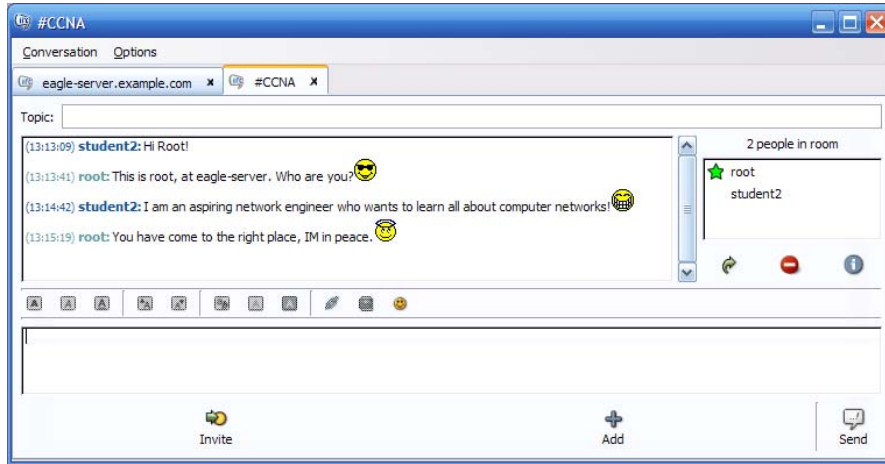 #CCNA
Conversation Options
eagle-server.example.com #CCNA
Topic:
(13:13:09) student2: Hi Root!
(13:13:41) root: This is root, at eagle-server. Who are you?
(13:14:42) student2: I am an aspiring network engineer who wants to learn all about computer networks!
(13:15:19) root: You have come to the right place, IM in peace.
2 people in room
root
student2
Invite
Add
Send